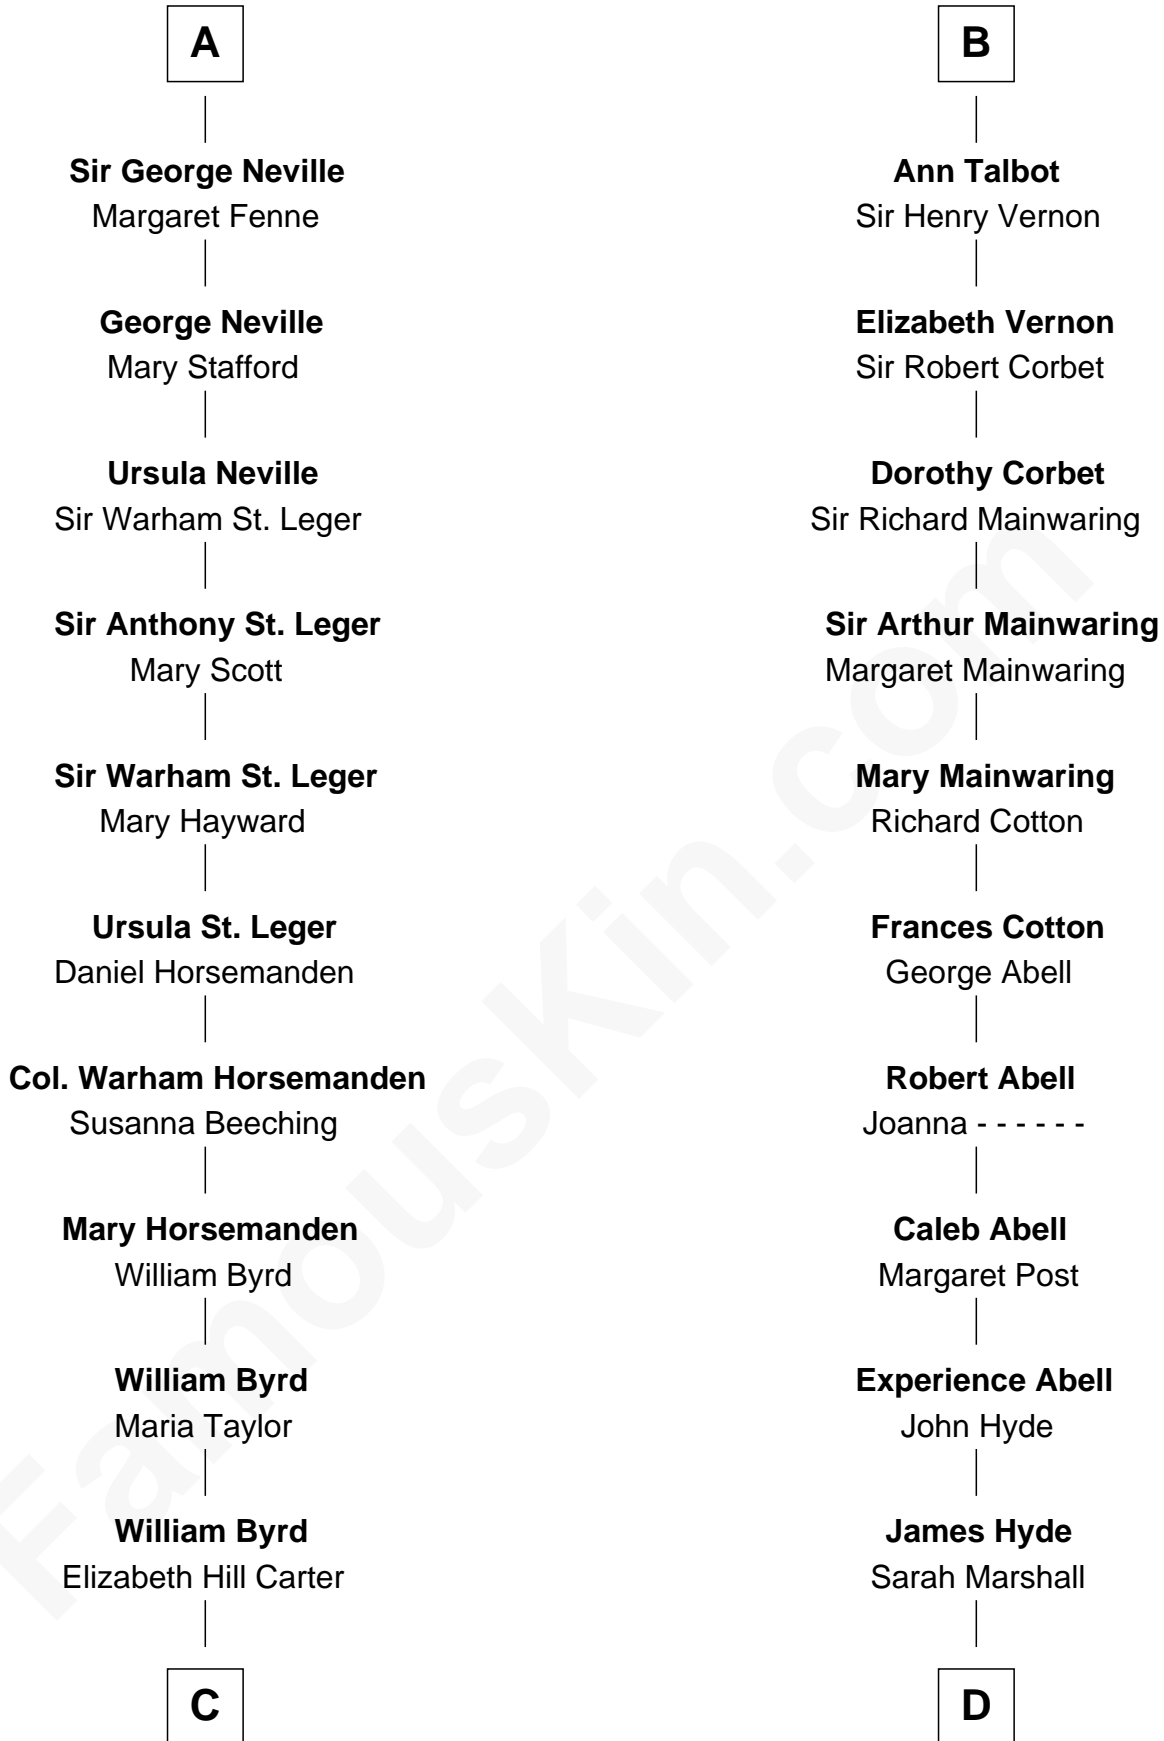 A
Sir George Neville
Margaret Fenne
George Neville
Mary Stafford
Ursula Neville
Sir Warham St. Leger
Sir Anthony St. Leger
Mary Scott
Sir Warham St. Leger
Mary Hayward
Ursula St. Leger
Daniel Horsemanden
Col. Warham Horsemanden
Susanna Beeching
Mary Horsemanden
William Byrd
William Byrd
Maria Taylor
William Byrd
Elizabeth Hill Carter
C
B
Ann Talbot
Sir Henry Vernon
Elizabeth Vernon
Sir Robert Corbet
Dorothy Corbet
Sir Richard Mainwaring
Sir Arthur Mainwaring
Margaret Mainwaring
Mary Mainwaring
Richard Cotton
Frances Cotton
George Abell
Robert Abell
Joanna - - - - - -
Caleb Abell
Margaret Post
Experience Abell
John Hyde
James Hyde
Sarah Marshall
D
FamousKin.com